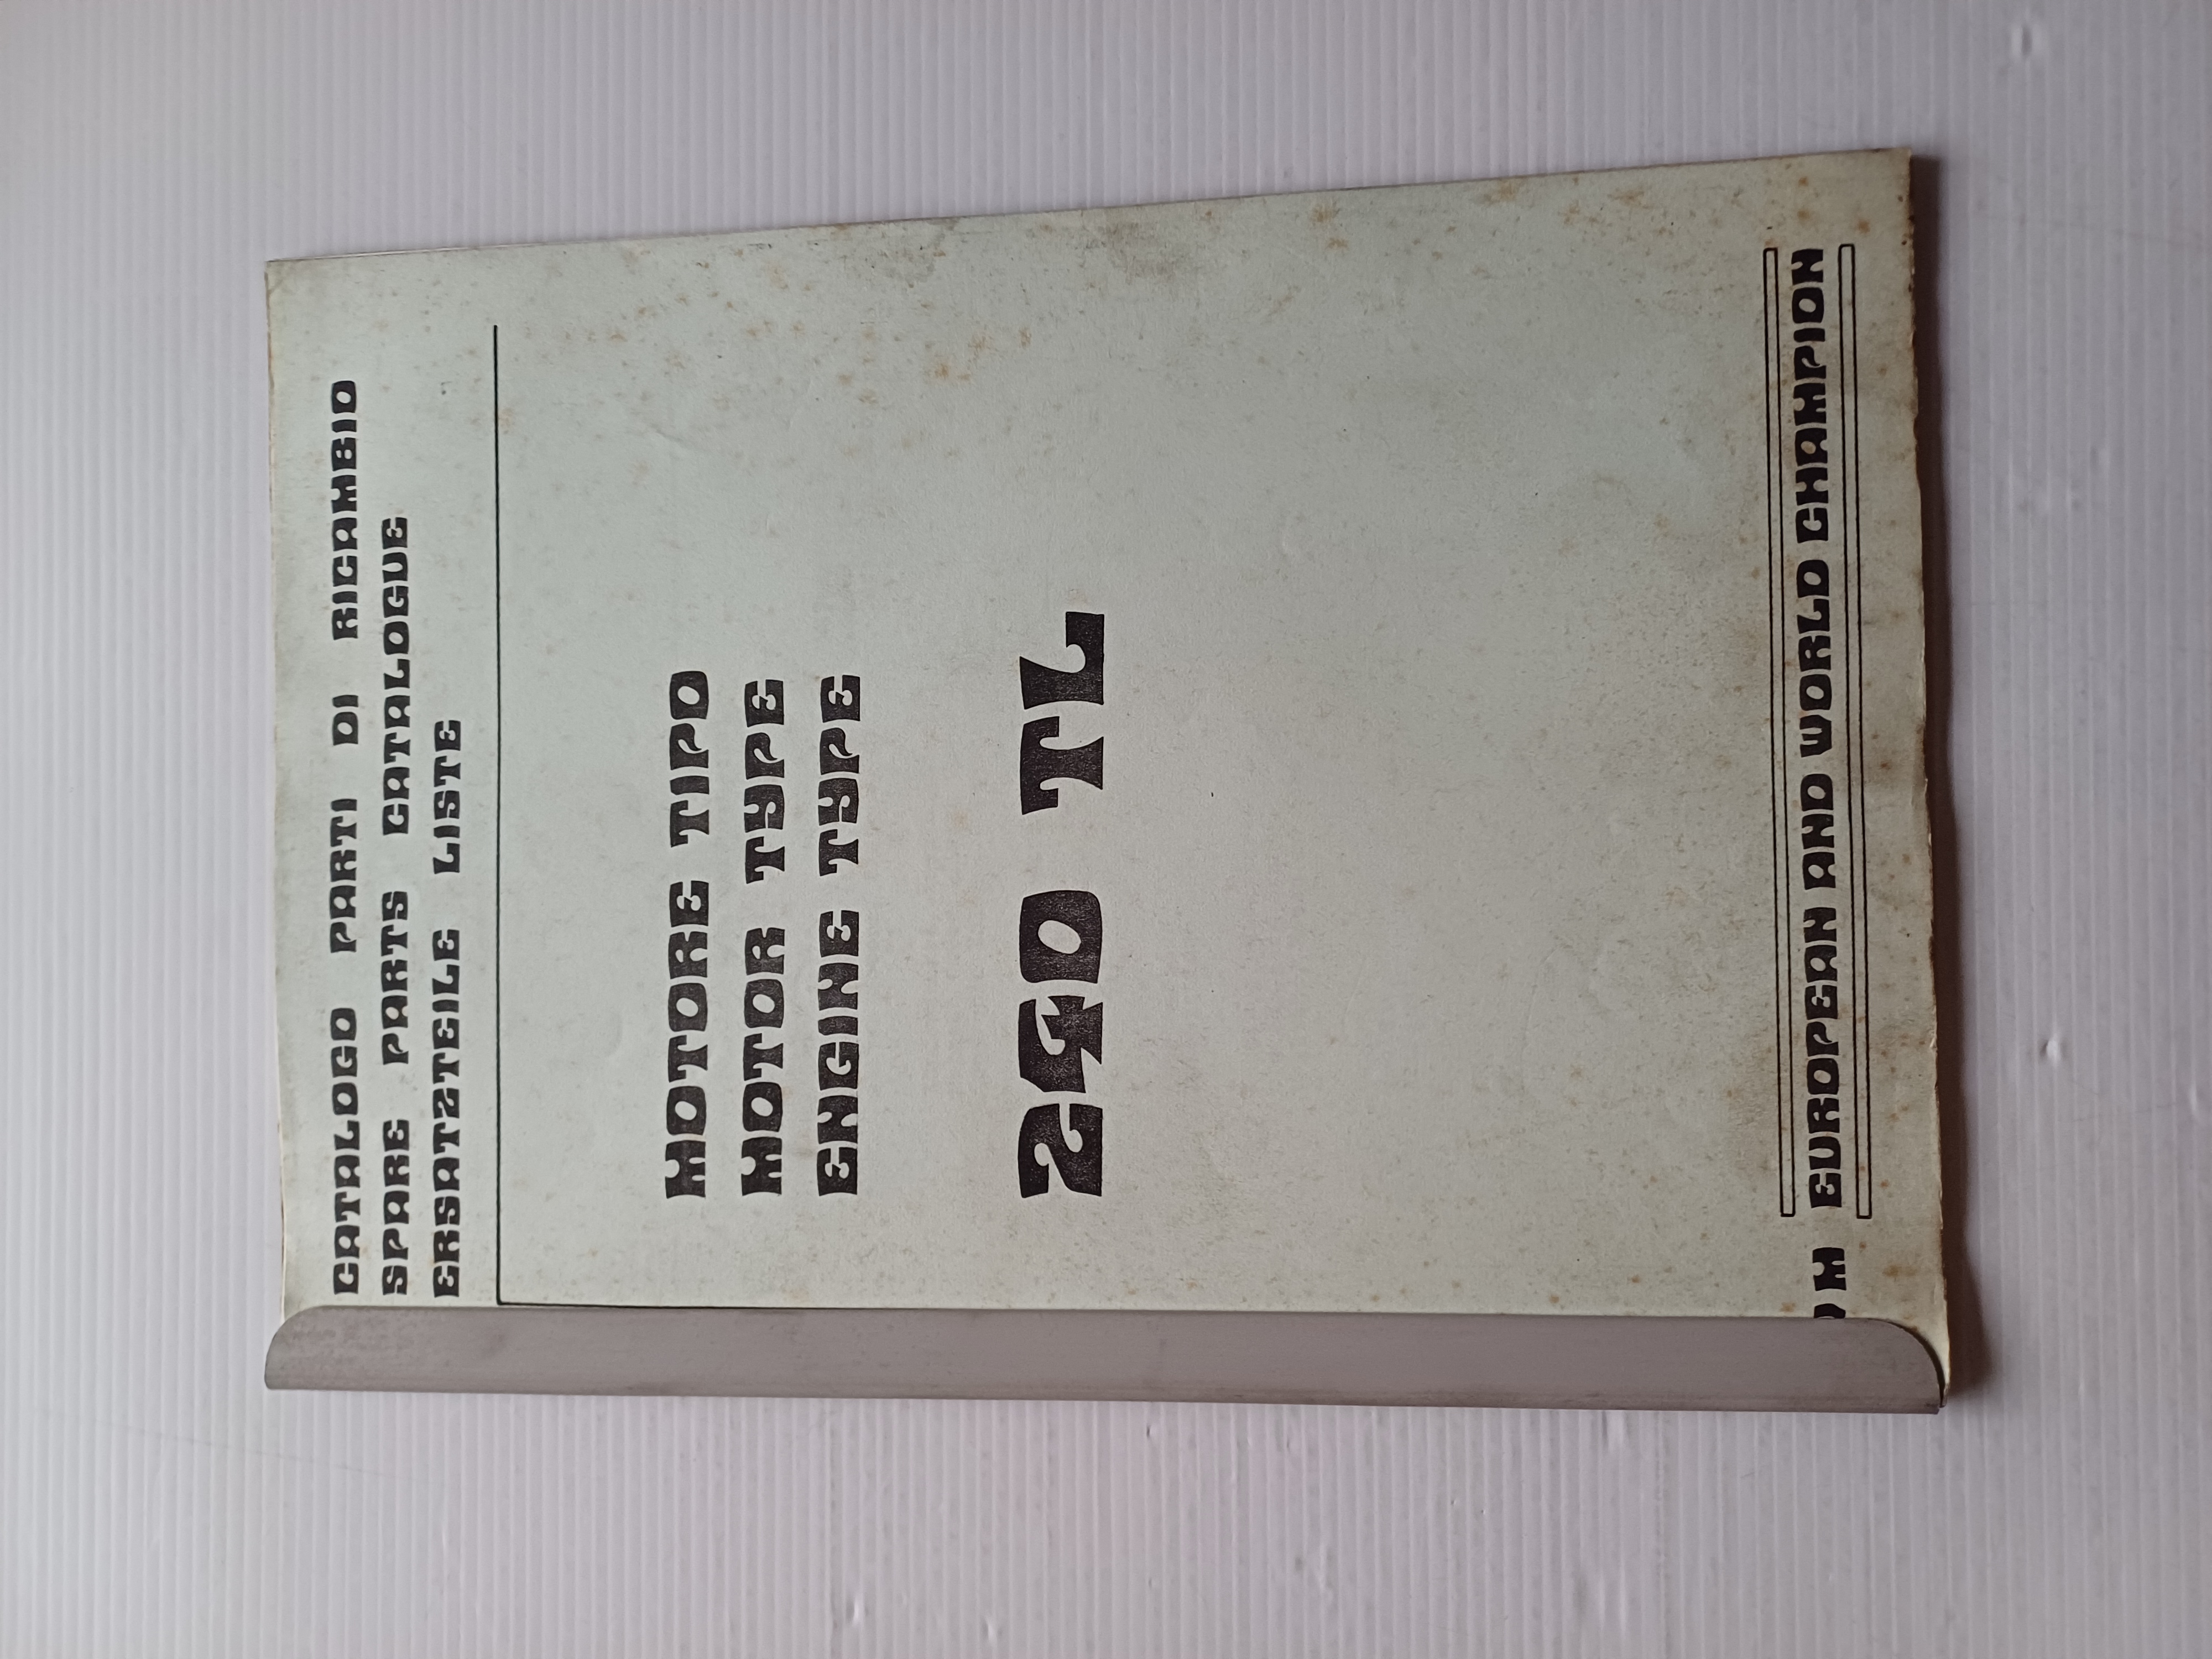 CATALOGO PARTI DI RICAMBIO
SPARE PARTS CATALOGUE
ERSATZTEILE LISTE
MOTORE TIPO
MOTOR TYPE
ENGINE TYPE
240 TL
EUROPEAN AND WORLD CHAMPION